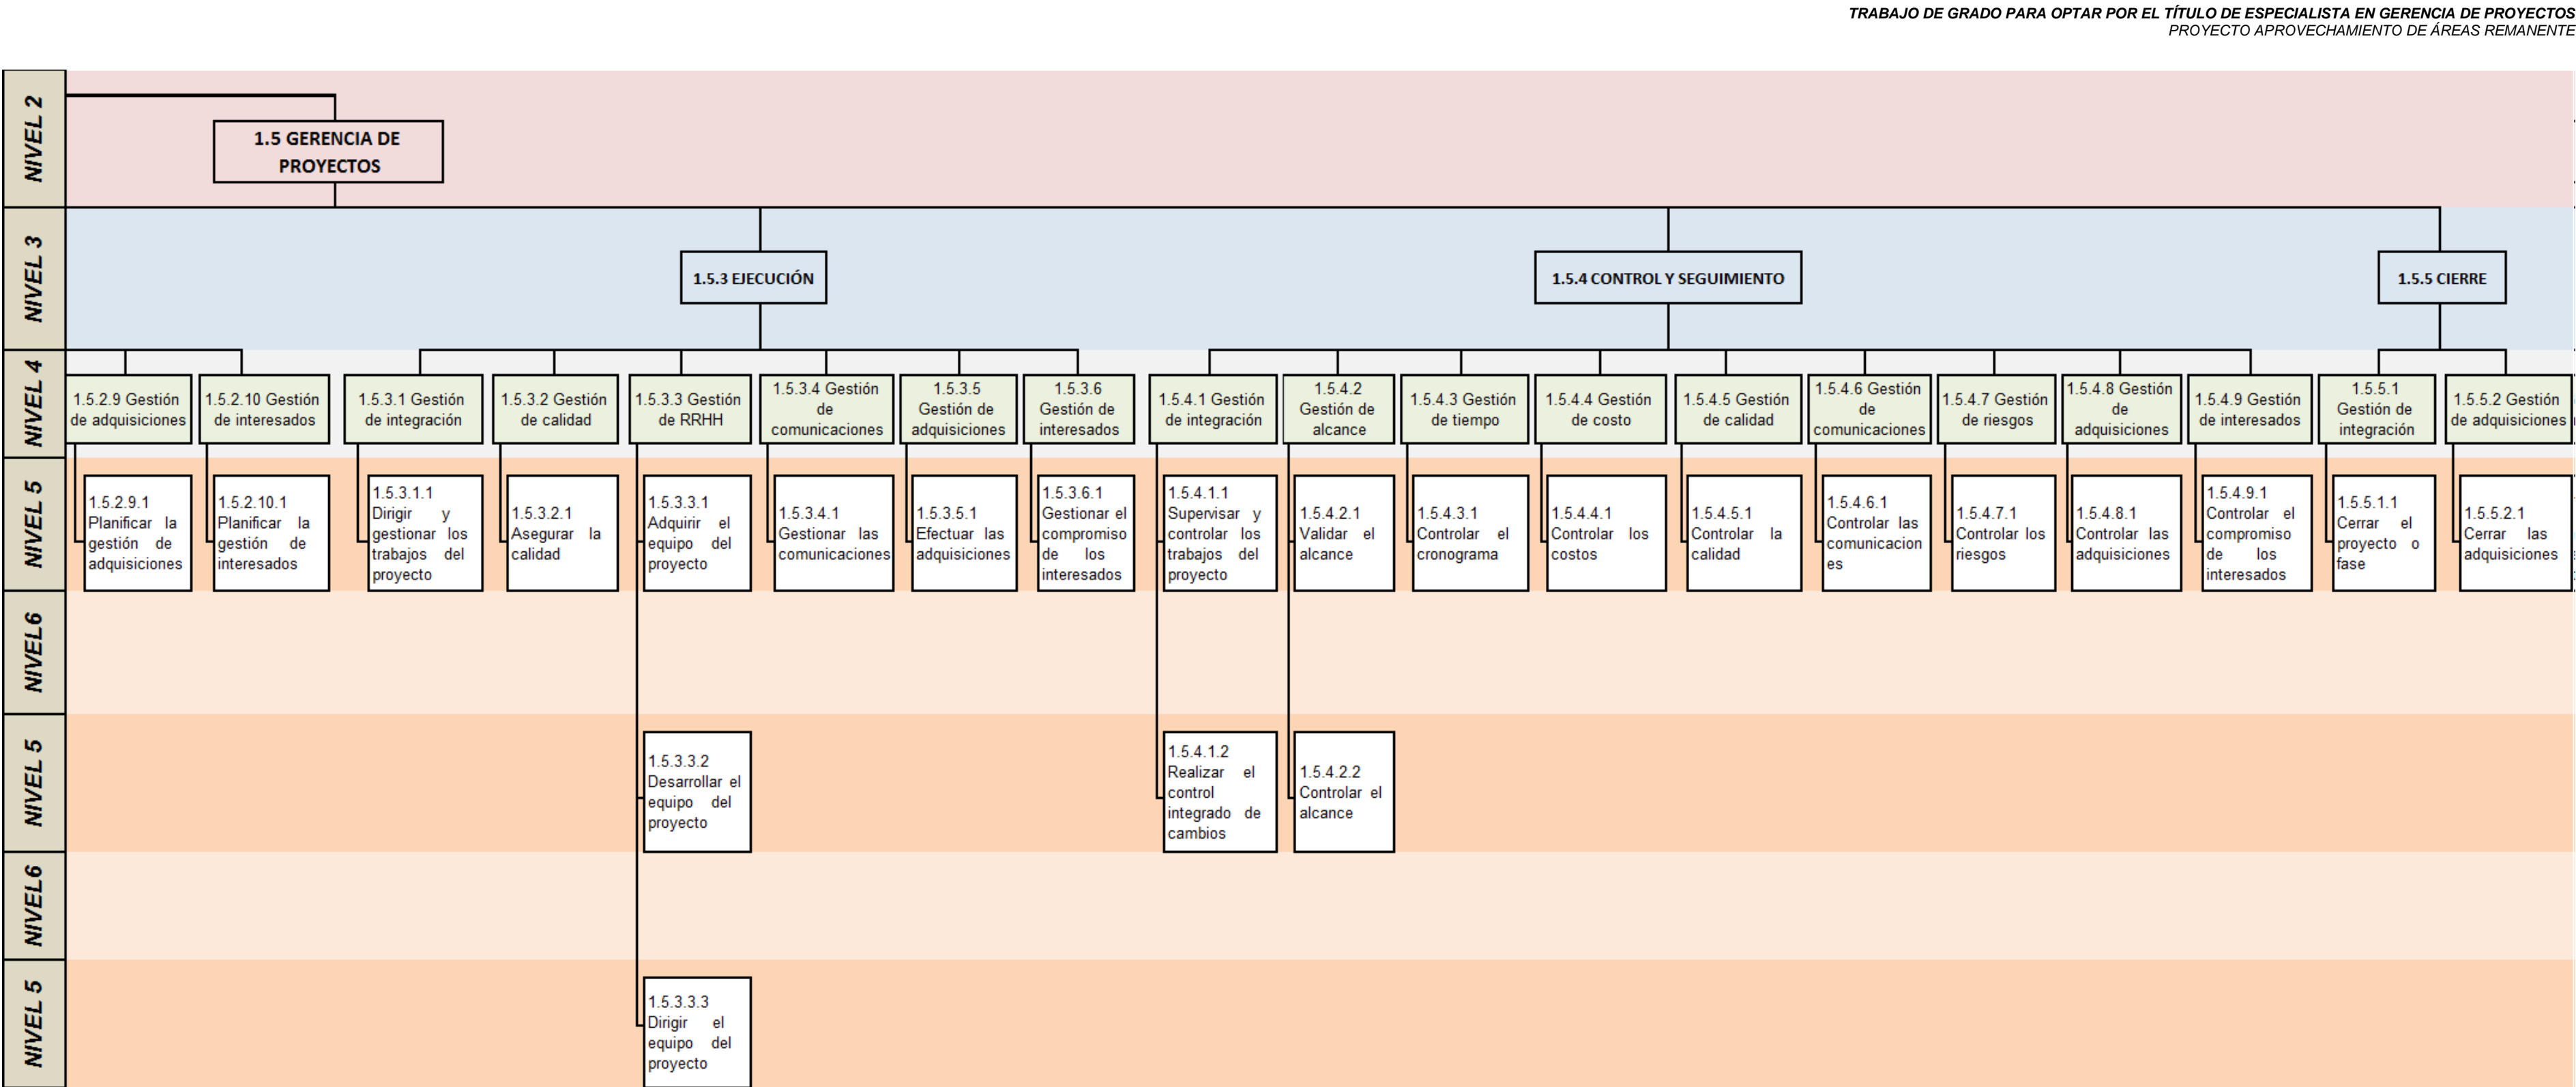 TRABAJO DE GRADO PARA OPTAR POR EL TÍTULO DE ESPECIALISTA EN GERENCIA DE PROYECTOS
PROYECTO APROVECHAMIENTO DE ÁREAS REMANENTE
NIVEL 2
1.5 GERENCIA DE
PROYECTOS
NIVEL 3
1.5.3 EJECUCIÓN
1.5.4 CONTROL Y SEGUIMIENTO
1.5.5 CIERRE
NIVEL 4
1.5.2.9 Gestión
de adquisiciones
1.5.2.10 Gestión
de interesados
1.5.3.1 Gestión
de integración
1.5.3.2 Gestión
de calidad
1.5.3.3 Gestión
de RRHH
1.5.3.4 Gestión
de
comunicaciones
1.5.3.5
Gestión de
adquisiciones
1.5.3.6
Gestión de
interesados
1.5.4.1 Gestión
de integración
1.5.4.2
Gestión de
alcance
1.5.4.3 Gestión
de tiempo
1.5.4.4 Gestión
de costo
1.5.4.5 Gestión
de calidad
1.5.4.6 Gestión
de
comunicaciones
1.5.4.7 Gestión
de riesgos
1.5.4.8 Gestión
de
adquisiciones
1.5.4.9 Gestión
de interesados
1.5.5.1
Gestión de
integración
1.5.5.2 Gestión
de adquisiciones
NIVEL 5
1.5.2.9.1
Planificar la
gestión de
adquisiciones
1.5.2.10.1
Planificar la
gestión de
interesados
1.5.3.1.1
Dirigir y
gestionar los
trabajos del
proyecto
1.5.3.2.1
Asegurar la
calidad
1.5.3.3.1
Adquirir el
equipo del
proyecto
1.5.3.4.1
Gestionar las
comunicaciones
1.5.3.5.1
Efectuar las
adquisiciones
1.5.3.6.1
Gestionar el
compromiso
de los
interesados
1.5.4.1.1
Supervisar y
controlar los
trabajos del
proyecto
1.5.4.2.1
Validar el
alcance
1.5.4.3.1
Controlar el
cronograma
1.5.4.4.1
Controlar los
costos
1.5.4.5.1
Controlar la
calidad
1.5.4.6.1
Controlar las
comunicacion
es
1.5.4.7.1
Controlar los
riesgos
1.5.4.8.1
Controlar las
adquisiciones
1.5.4.9.1
Controlar el
compromiso
de los
interesados
1.5.5.1.1
Cerrar el
proyecto o
fase
1.5.5.2.1
Cerrar las
adquisiciones
NIVEL6
NIVEL 5
1.5.3.3.2
Desarrollar el
equipo del
proyecto
1.5.4.1.2
Realizar el
control
integrado de
cambios
1.5.4.2.2
Controlar el
alcance
NIVEL6
NIVEL 5
1.5.3.3.3
Dirigir el
equipo del
proyecto